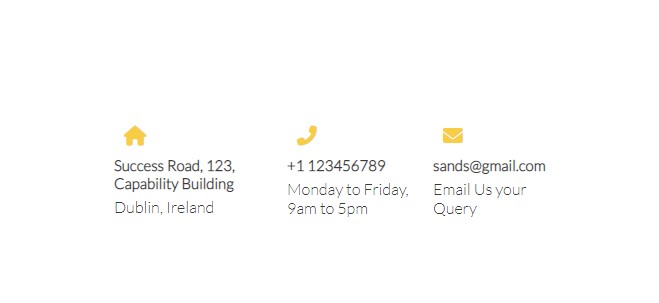 Success Road, 123,
Capability Building
Dublin, Ireland
+1 123456789
Monday to Friday,
9am to 5pm
sands@gmail.com
Email Us your
Query